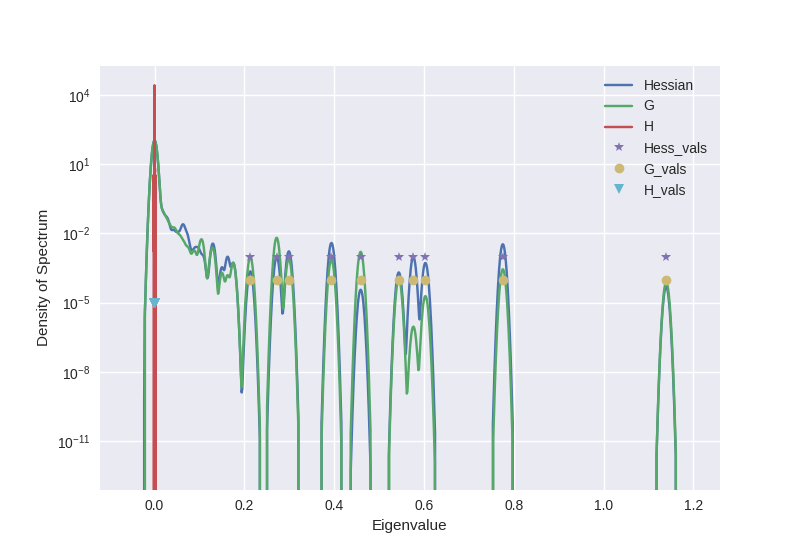 Density of Spectrum
10^4
10^1
10^−2
10^−5
10^−8
10^−11
Hessian
G
H
Hess_vals
G_vals
H_vals
0.0 0.2 0.4 0.6 0.8 1.0 1.2
Eigenvalue